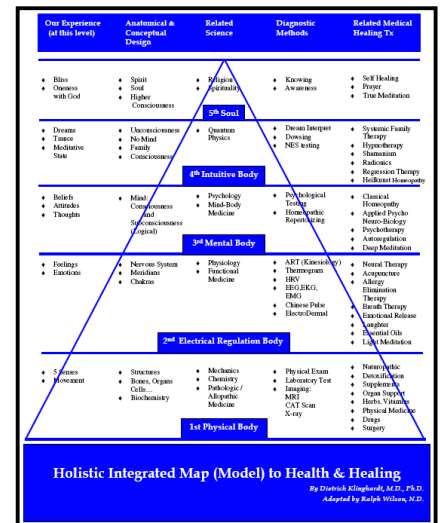 Our Experience
(at this level)
Anatomical &
Conceptual
Design
Related
Science
Diagnostic
Methods
Related Medical
Healing Tx
Bliss
Oneness
with God
Spirit
Soul
Higher
Consciousness
Religion
Spirituality
Knowing
Awareness
Self Healing
Prayer
True Meditation
5th Soul
Dreams
Trance
Meditative
State
Unconsciousness
No Mind
Family
Consciousness
Quantum
Physics
Dream Interpret
Dowsing
NES testing
Systemic Family
Therapy
Hypnotherapy
Shamanism
Radionics
Regression Therapy
Heilkunst Homeopathy
4th Intuitive Body
Beliefs
Attitudes
Thoughts
Mind:
Consciousness
and
Subconsciousness
(Logical)
Psychology
Mind-Body
Medicine
Psychological
Testing
Homeopathic
Repertorizing
Classical
Homeopathy
Applied Psycho
Neuro-Biology
Psychotherapy
Autoregulation
Deep Meditation
3rd Mental Body
Feelings
Emotions
Nervous System
Meridians
Chakras
Physiology
Functional
Medicine
ART (Kinesiology)
Thermogram
HRV
EEG,EKG,
EMG
Chinese Pulse
ElectroDermal
Neural Therapy
Acupuncture
Allergy
Elimination
Therapy
Breath Therapy
Emotional Release
Laughter
Essential Oils
Light Meditation
2nd Electrical Regulation Body
5 Senses
Movement
Structures
Bones, Organs
Cells...
Biochemistry
Mechanics
Chemistry
Pathologic /
Allopathic
Medicine
Physical Exam
Laboratory Test
Imaging:
MRI
CAT Scan
X-ray
Naturopathic
Detoxification
Supplements
Organ Support
Herbs, Vitamins
Physical Medicine
Drugs
Surgery
1st Physical Body
Holistic Integrated Map (Model) to Health & Healing
By Dietrich Klinghardt, M.D., Ph.D.
Adapted by Ralph Wilson, N.D.